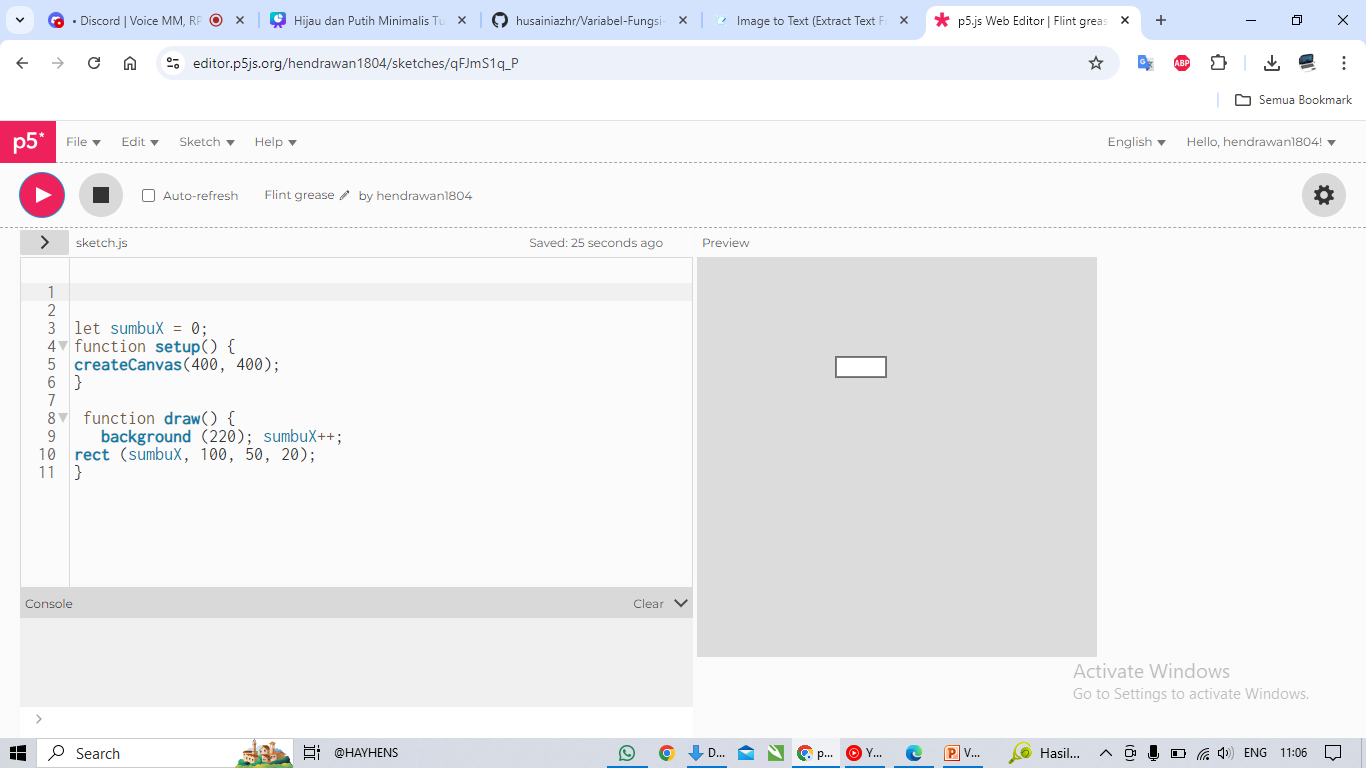 • Discord | Voice MM, RP
Hijau dan Putih Minimalis Tu
husainiazhr/Variabel-Fungsi-
Image to Text (Extract Text Fr
p5.js Web Editor | Flint grease
editor.p5js.org/hendrawan1804/sketches/qFJmS1q_P
ABP
Semua Bookmark
p5*
File
Edit
Sketch
Help
English
Hello, hendrawan1804!
Auto-refresh
Flint grease
by hendrawan1804
sketch.js
Saved: 25 seconds ago
Preview
1
2
3 let sumbuX = 0;
4 function setup() {
5 createCanvas(400, 400);
6 }
7
8 function draw() {
9 background (220); sumbuX++;
10 rect (sumbuX, 100, 50, 20);
11 }
Console
Clear
>
Activate Windows
Go to Settings to activate Windows.
Search
@HAYHENS
D...
p...
Y...
V...
Hasil...
ENG
11:06